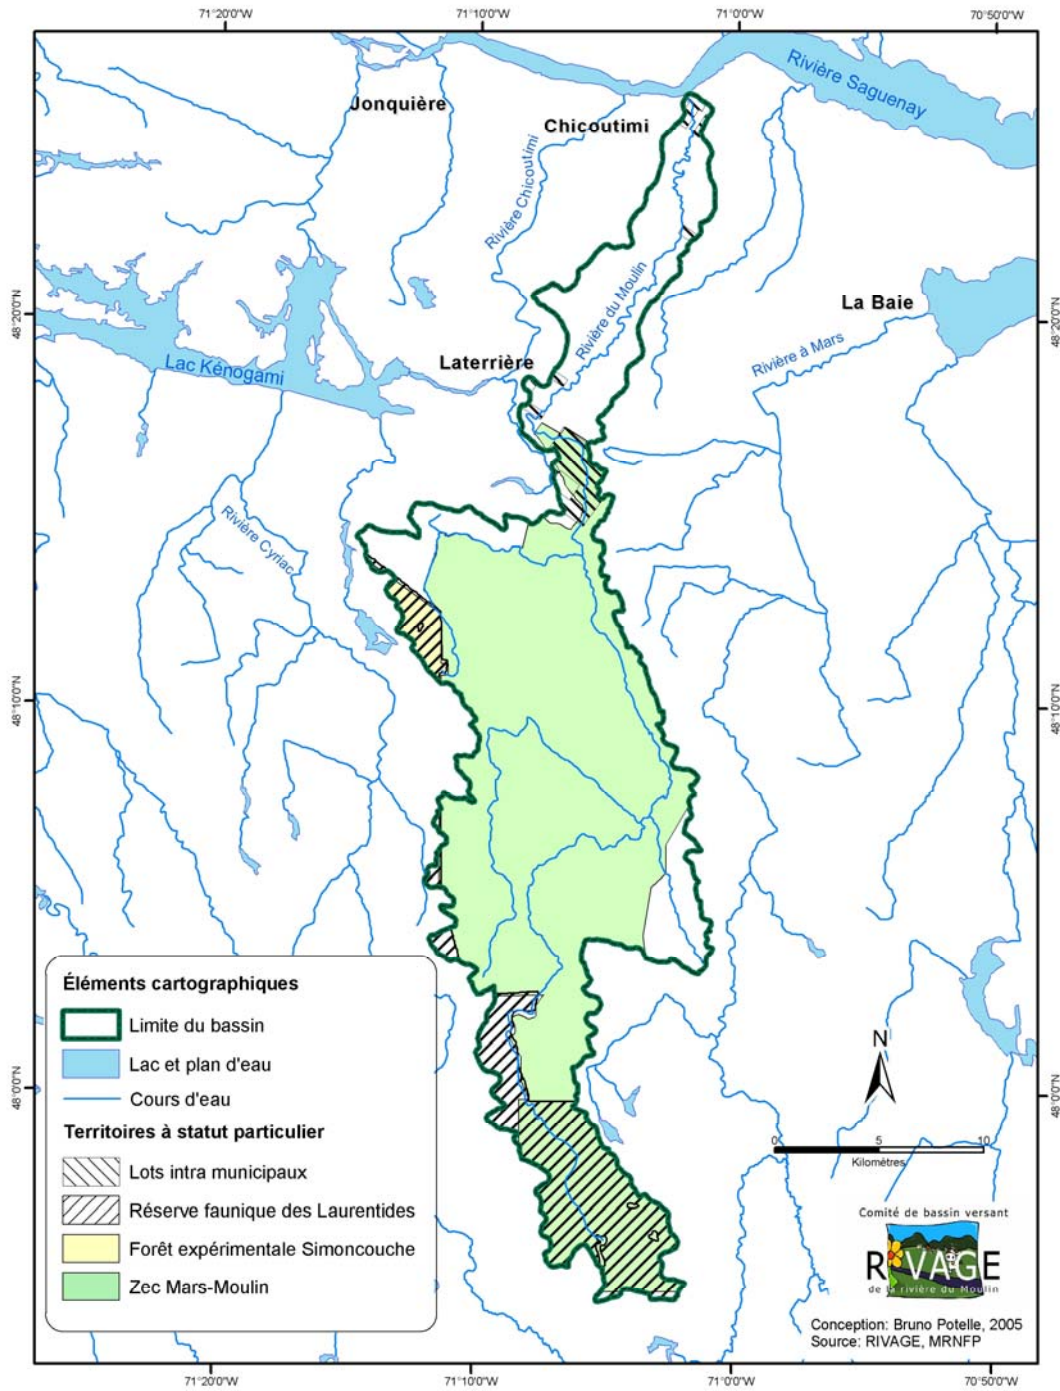 71°20'0"W 71°10'0"W 71°0'0"W 70°50'0"W
Rivière Saguenay
Jonquière
Chicoutimi
Rivière Chicoutimi
Rivière du Moulin
La Baie
48°20'0"N 48°20'0"N
Rivière à Mars
Laterrière
Lac Kénogami
Rivière Cyriac
48°10'0"N 48°10'0"N
Éléments cartographiques
Limite du bassin
Lac et plan d'eau
Cours d'eau
Territoires à statut particulier
Lots intra municipaux
Réserve faunique des Laurentides
Forêt expérimentale Simoncouche
Zec Mars-Moulin
48°0'0"N 48°0'0"N
N
0 5 10
Kilomètres
Comité de bassin versant
RIVAGE
de la rivière du Moulin
Conception: Bruno Potelle, 2005
Source: RIVAGE, MRNFP
71°20'0"W 71°10'0"W 71°0'0"W 70°50'0"W